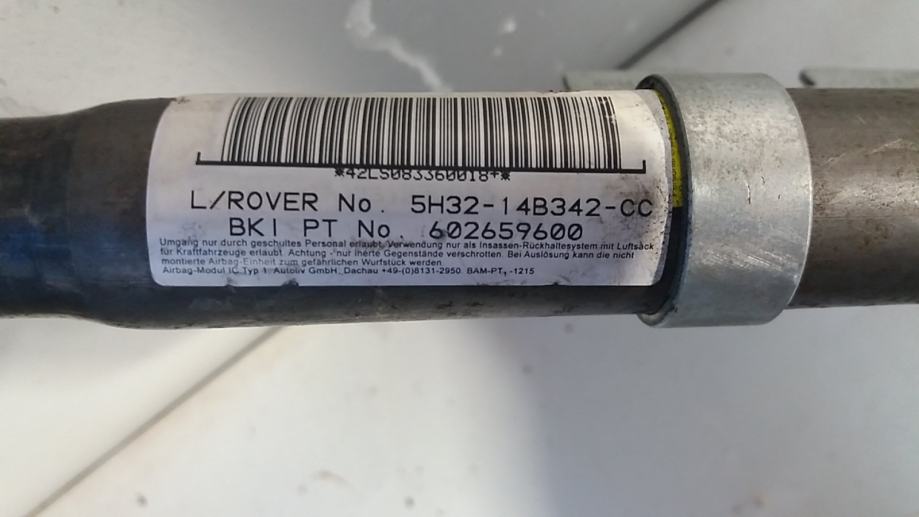 *42LS083360018+*
L/ROVER No. 5H32-14B342-CC
BKI PT No. 602659600
Umgang nur durch geschultes Personal erlaubt. Verwendung nur als Insassen-Rückhaltesystem mit Luftsack
für Kraftfahrzeuge erlaubt. Achtung -"nur inerte Gegenstände verschrotten. Bei Auslösung kann die nicht
montierte Airbag-Einheit zum gefährlichen Wurfstück werden.
Airbag-Modul IC Typ 1, Autoliv GmbH, Dachau +49-(0)8131-2950 BAM-PT₁ -1215